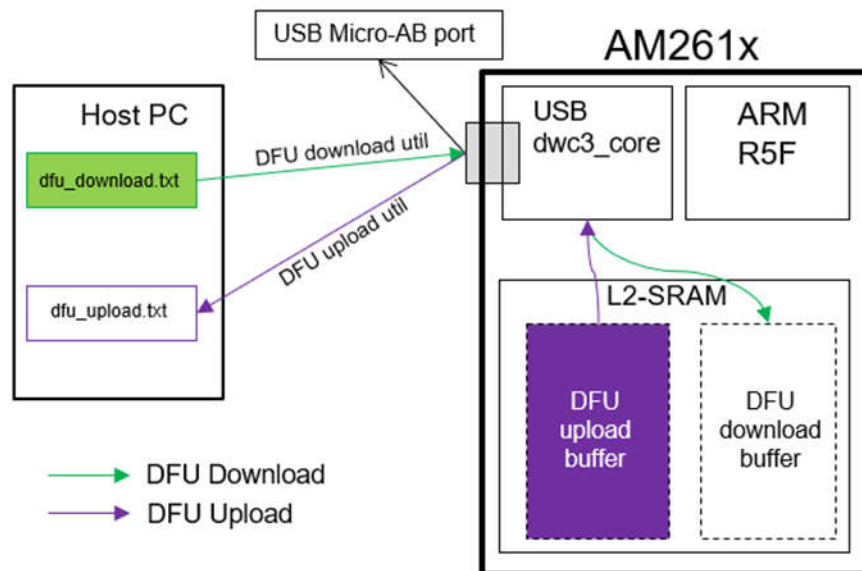 USB Micro-AB port
AM261x
Host PC
dfu_download.txt
DFU download util
USB
dwc3_core
ARM
R5F
dfu_upload.txt
DFU upload util
L2-SRAM
DFU
upload
buffer
DFU
download
buffer
DFU Download
DFU Upload